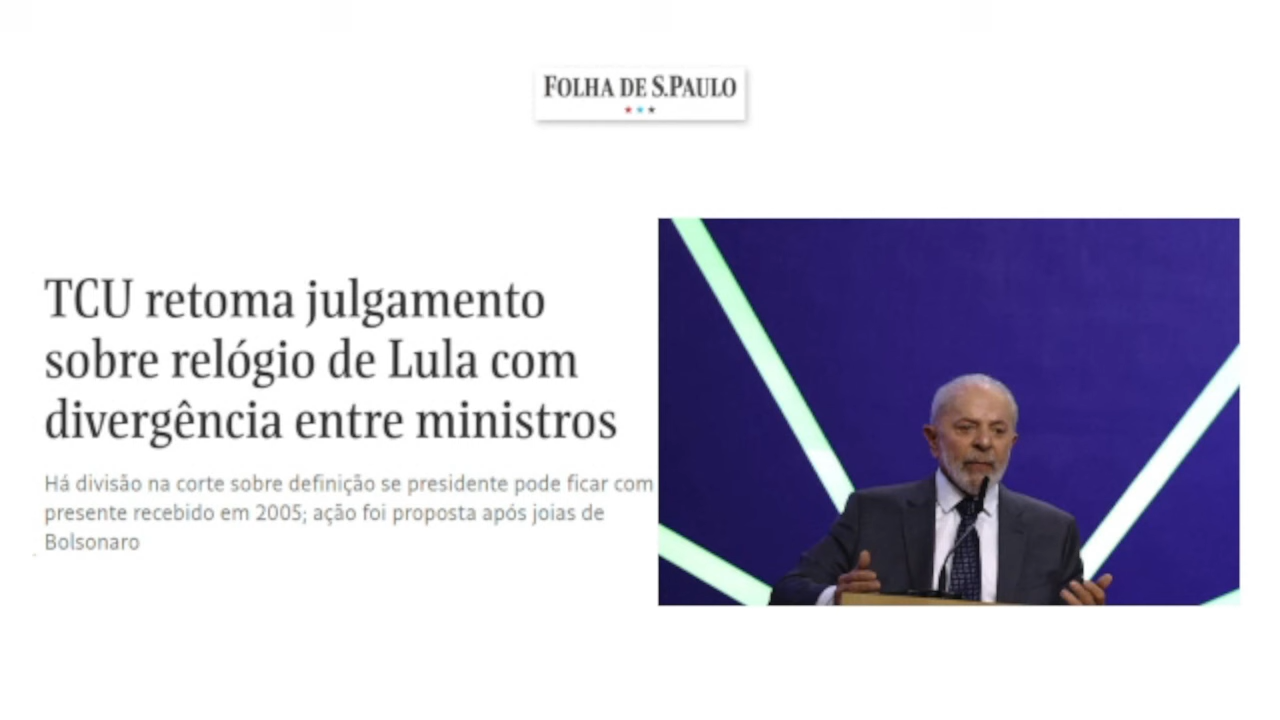 FOLHA DE S.PAULO
TCU retoma julgamento
sobre relógio de Lula com
divergência entre ministros
Há divisão na corte sobre definição se presidente pode ficar com
presente recebido em 2005; ação foi proposta após joias de
Bolsonaro